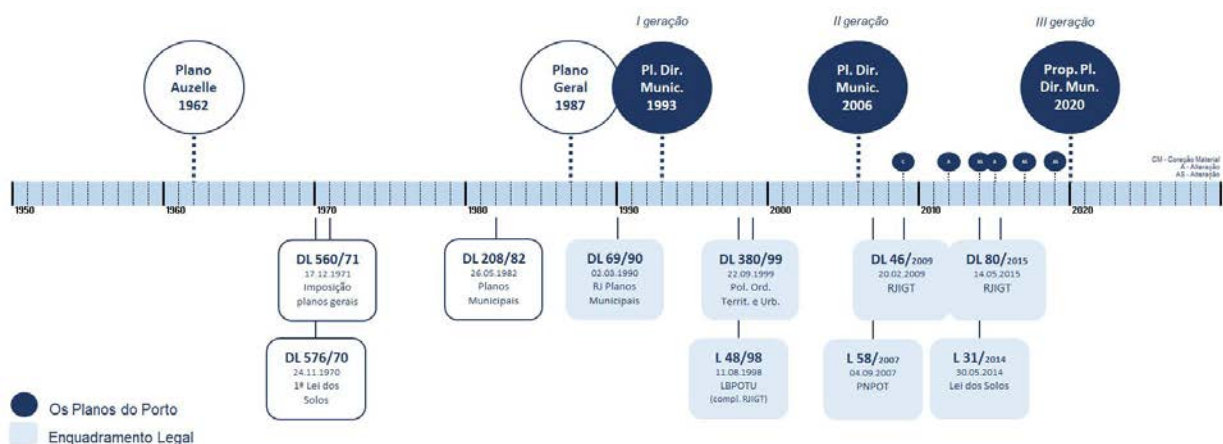 I geração
II geração
III geração
Plano
Auzelle
1962
Plano
Geral
1987
Pl. Dir.
Munic.
1993
Pl. Dir.
Munic.
2006
Prop. Pl.
Dir. Mun.
2020
C
A
AS
A
AS
AS
CM - Coreção Material
A - Alteração
AS - Alteração
1950
1960
1970
1980
1990
2000
2010
2020
DL 560/71
17.12.1971
Imposição
planos gerais
DL 208/82
26.05.1982
Planos
Municipais
DL 69/90
02.03.1990
RJ Planos
Municipais
DL 380/99
22.09.1999
Pol. Ord.
Territ. e Urb.
DL 46/2009
20.02.2009
RJIGT
DL 80/2015
14.05.2015
RJIGT
DL 576/70
24.11.1970
1ª Lei dos
Solos
L 48/98
11.08.1998
LBPOTU
(compl. RJIGT)
L 58/2007
04.09.2007
PNPOT
L 31/2014
30.05.2014
Lei dos Solos
Os Planos do Porto
Enquadramento Legal